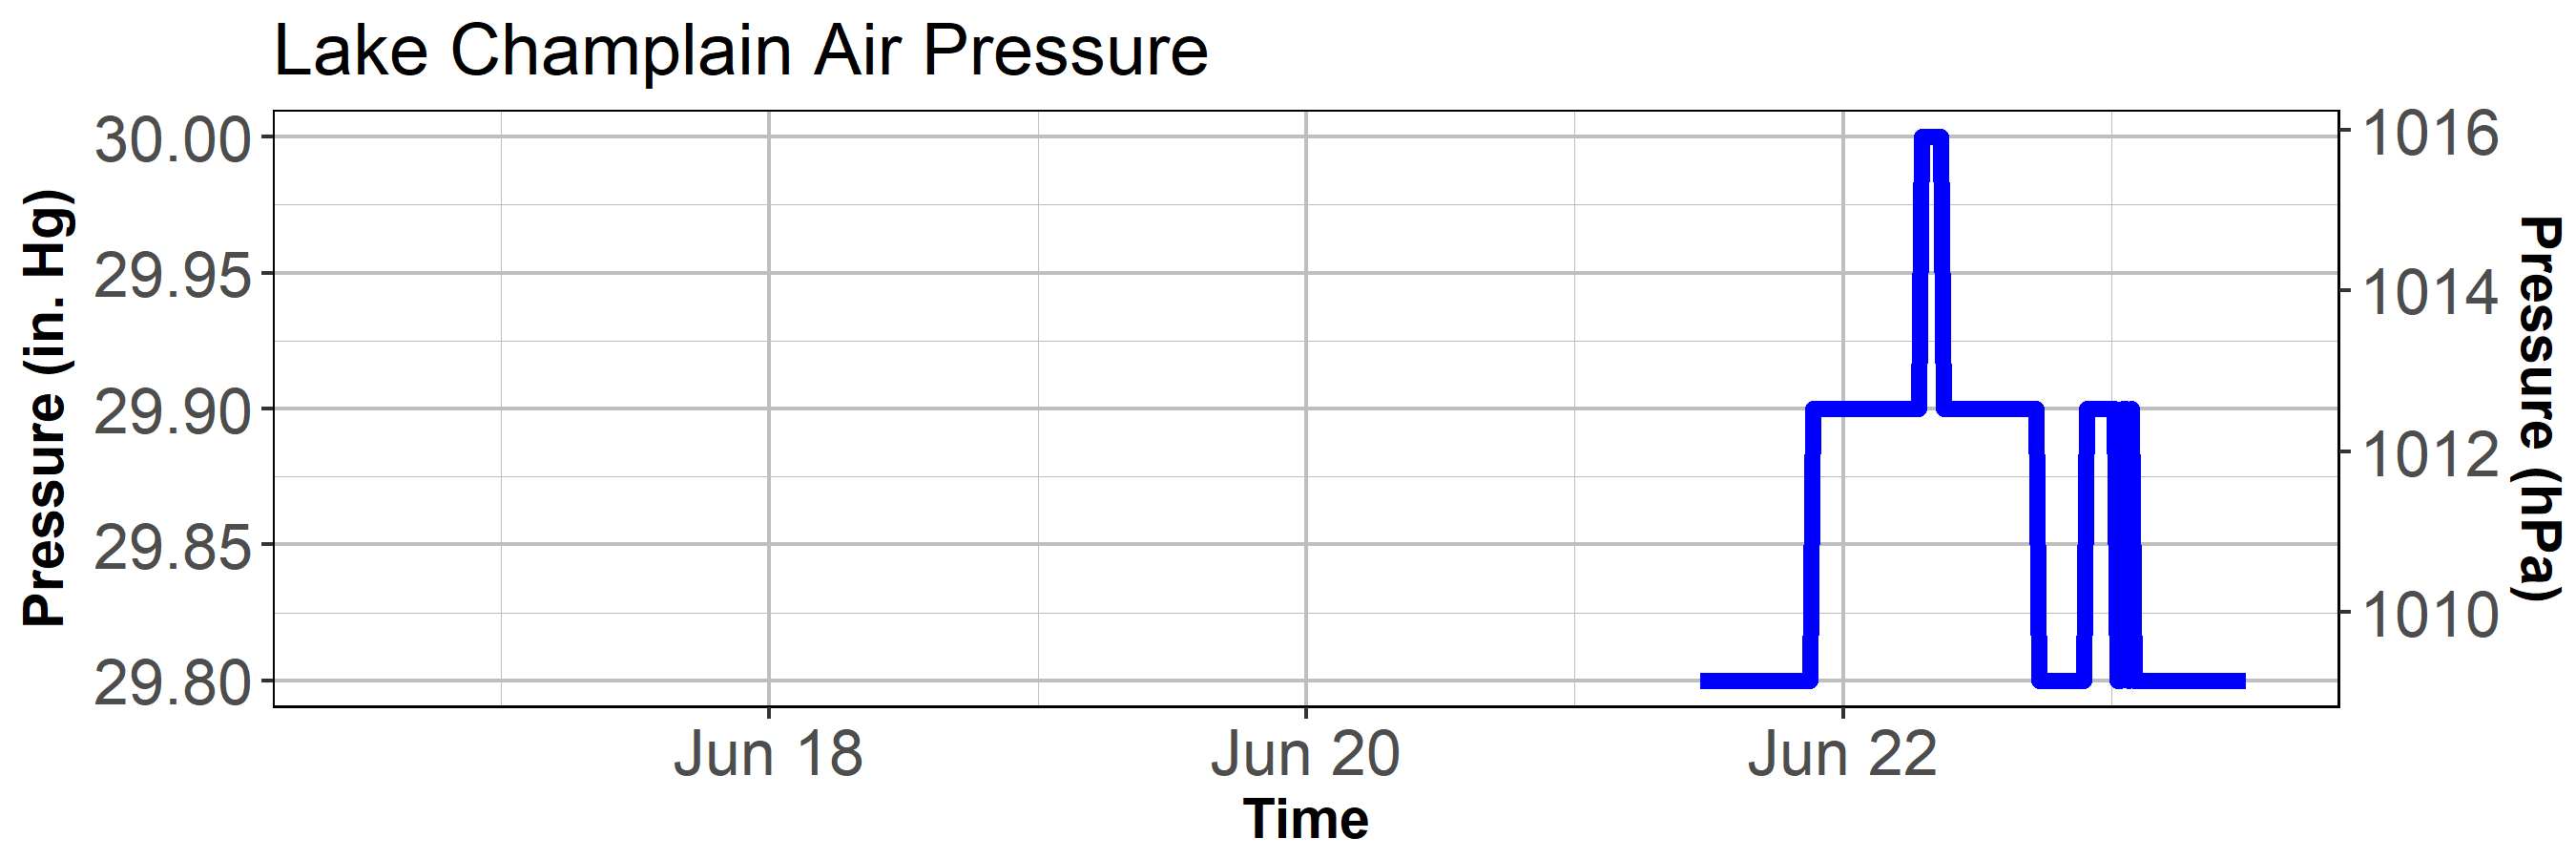 Lake Champlain Air Pressure
Pressure (in. Hg)
30.00
29.95
29.90
29.85
29.80
1016
1014
1012
1010
Pressure (hPa)
Jun 18
Jun 20
Jun 22
Time